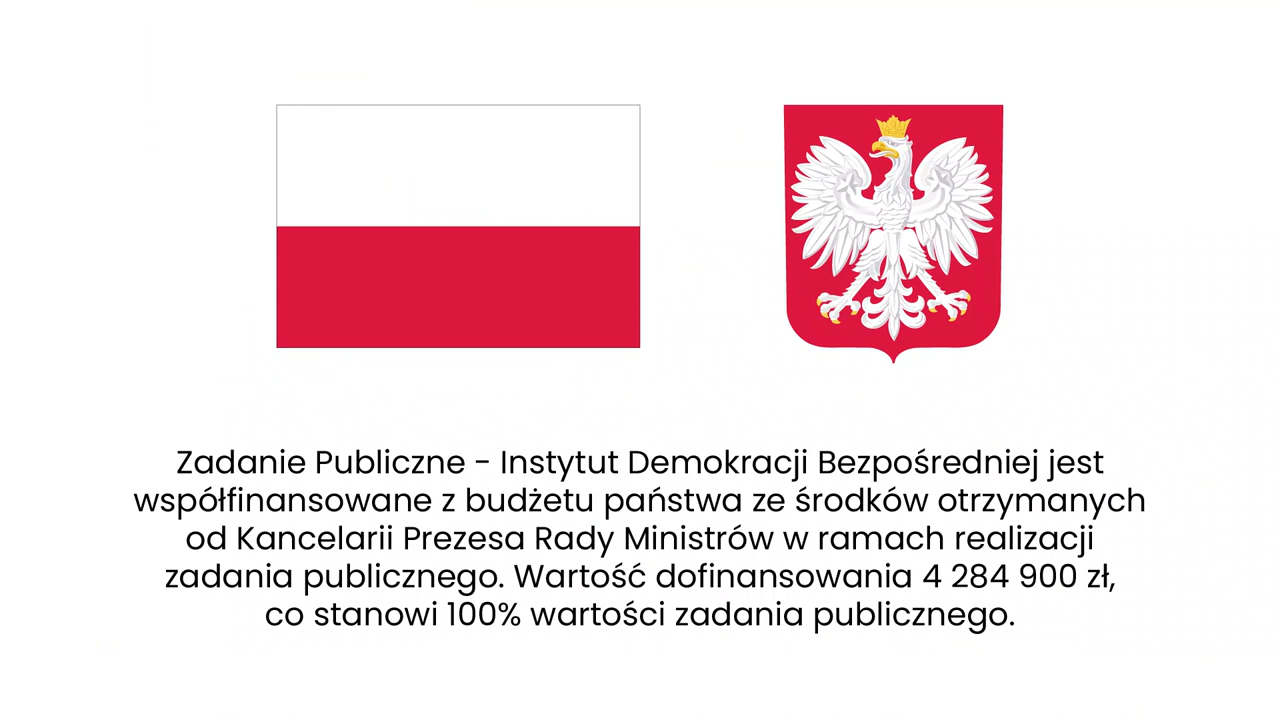 Zadanie Publiczne - Instytut Demokracji Bezpośredniej jest
współfinansowane z budżetu państwa ze środków otrzymanych
od Kancelarii Prezesa Rady Ministrów w ramach realizacji
zadania publicznego. Wartość dofinansowania 4 284 900 zł,
co stanowi 100% wartości zadania publicznego.